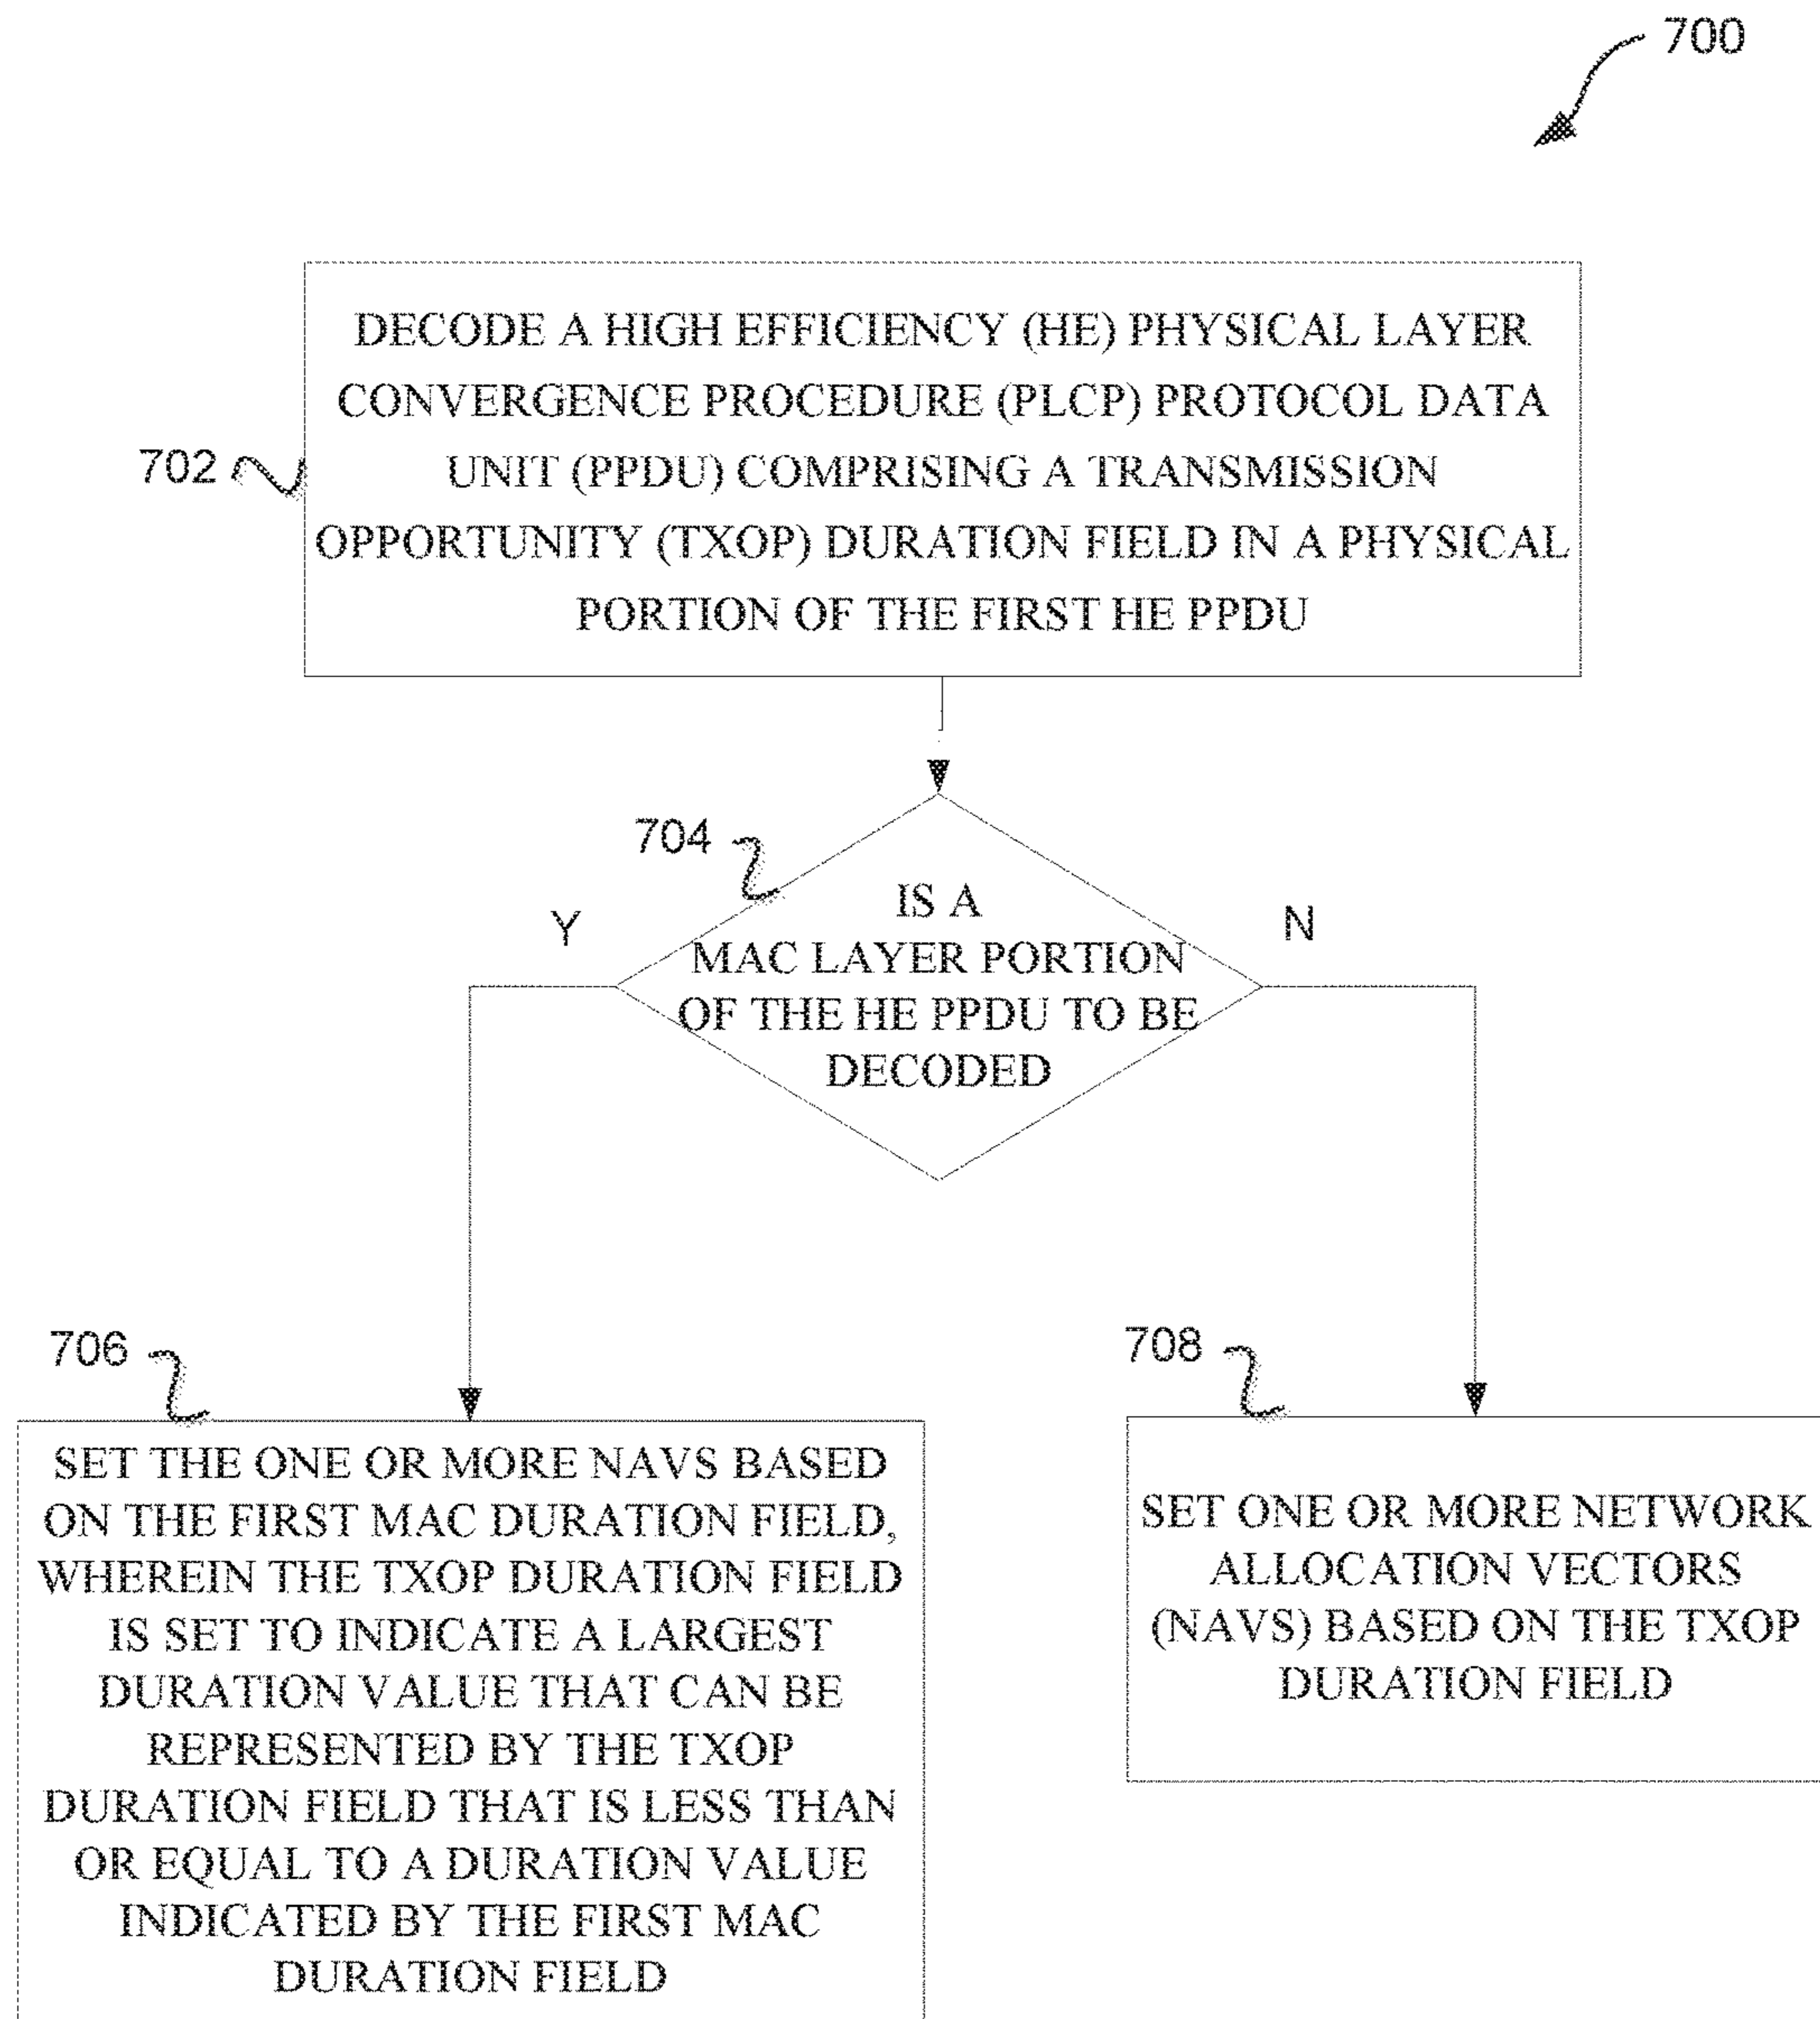 700
DECODE A HIGH EFFICIENCY (HE) PHYSICAL LAYER
CONVERGENCE PROCEDURE (PLCP) PROTOCOL DATA
702
UNIT (PPDU) COMPRISING A TRANSMISSION
OPPORTUNITY (TXOP) DURATION FIELD IN A PHYSICAL
PORTION OF THE FIRST HE PPDU
704
Y
N
IS A
MAC LAYER PORTION
OF THE HE PPDU TO BE
DECODED
706
SET THE ONE OR MORE NAVS BASED
ON THE FIRST MAC DURATION FIELD,
WHEREIN THE TXOP DURATION FIELD
IS SET TO INDICATE A LARGEST
DURATION VALUE THAT CAN BE
REPRESENTED BY THE TXOP
DURATION FIELD THAT IS LESS THAN
OR EQUAL TO A DURATION VALUE
INDICATED BY THE FIRST MAC
DURATION FIELD
708
SET ONE OR MORE NETWORK
ALLOCATION VECTORS
(NAVS) BASED ON THE TXOP
DURATION FIELD